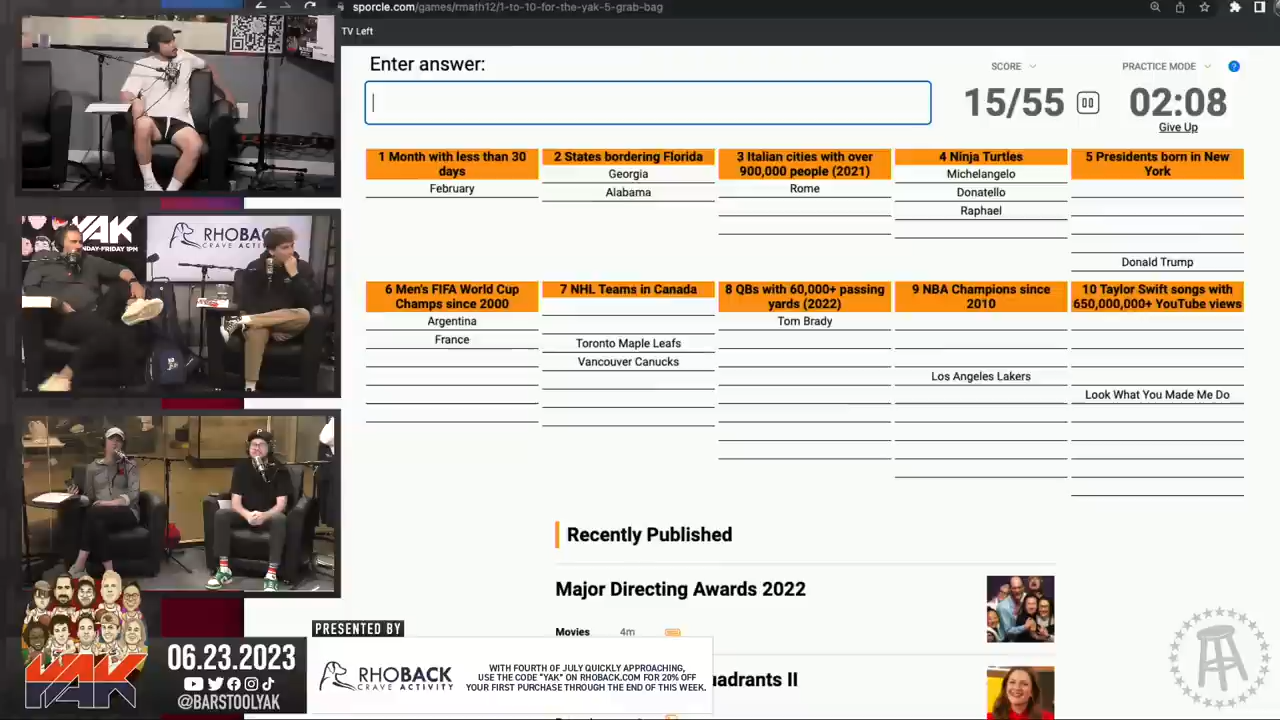 sporcle.com/games/rmath12/1-to-10-for-the-yak-5-grab-bag
TV Left
Enter answer:
SCORE
PRACTICE MODE
15/55
02:08
Give Up
1 Month with less than 30 days
February
2 States bordering Florida
Georgia
Alabama
3 Italian cities with over 900,000 people (2021)
Rome
4 Ninja Turtles
Michelangelo
Donatello
Raphael
5 Presidents born in New York
Donald Trump
6 Men's FIFA World Cup Champs since 2000
Argentina
France
7 NHL Teams in Canada
Toronto Maple Leafs
Vancouver Canucks
8 QBs with 60,000+ passing yards (2022)
Tom Brady
9 NBA Champions since 2010
Los Angeles Lakers
10 Taylor Swift songs with 650,000,000+ YouTube views
Look What You Made Me Do
Recently Published
Major Directing Awards 2022
Movies 4m
uadrants II
YAK
NDAY-FRIDAY 1PM
RHOBACK
CRAVE ACTIV
YAK
06.23.2023
@BARSTOOLYAK
PRESENTED BY
RHOBACK
CRAVE ACTIVITY
WITH FOURTH OF JULY QUICKLY APPROACHING,
USE THE CODE "YAK" ON RHOBACK.COM FOR 20% OFF
YOUR FIRST PURCHASE THROUGH THE END OF THIS WEEK.